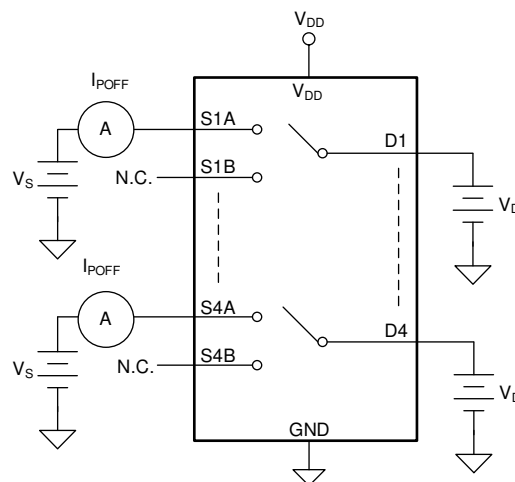 VDD
VDD
IPOFF
A
S1A
D1
VS
N.C.
S1B
VD
IPOFF
A
S4A
D4
VS
N.C.
S4B
VD
GND